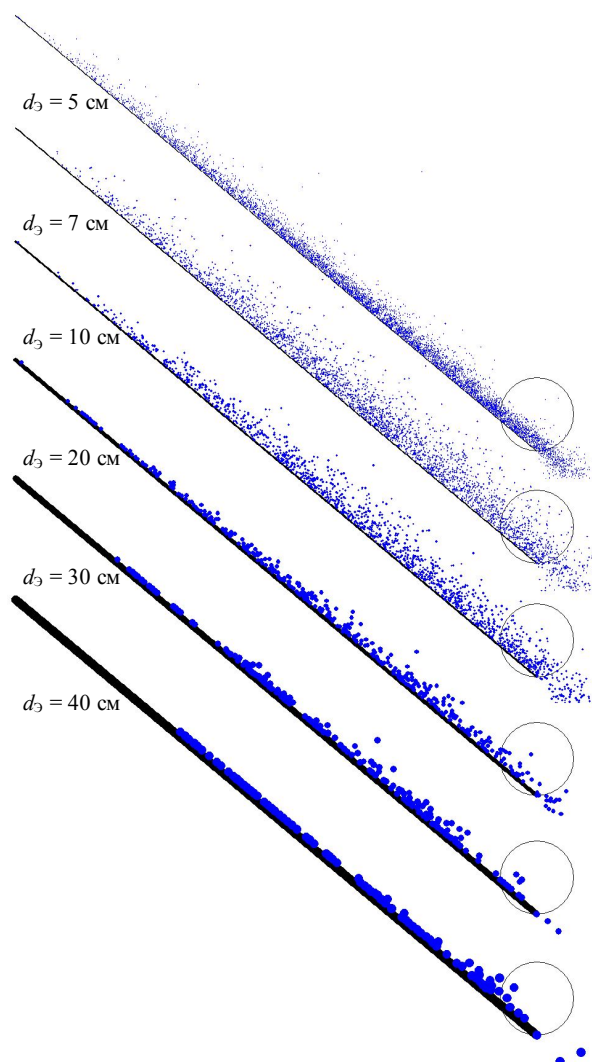 dЭ = 5 см
dЭ = 7 см
dЭ = 10 см
dЭ = 20 см
dЭ = 30 см
dЭ = 40 см